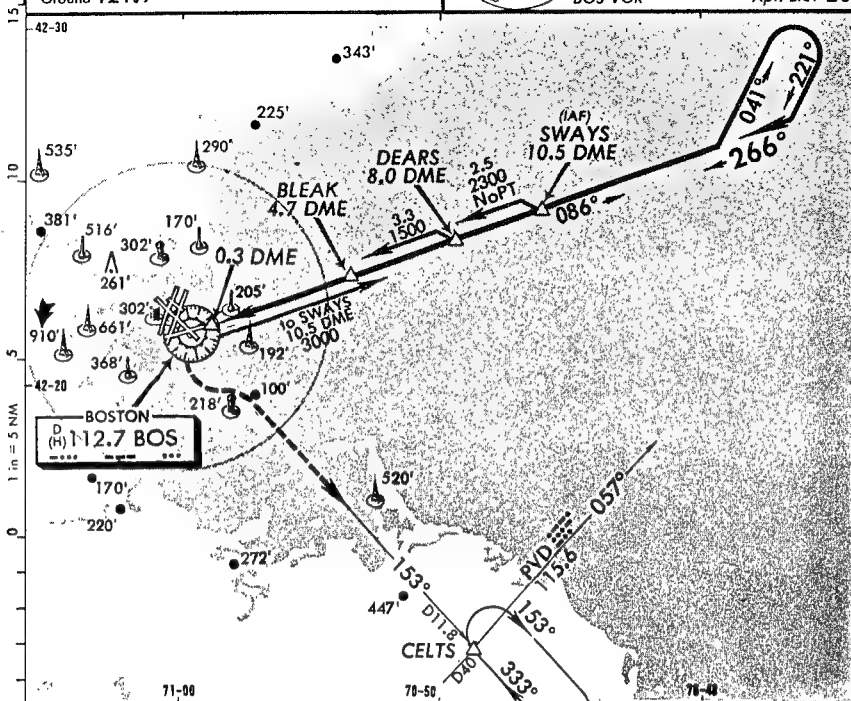 Ground
BOS VOR
15
42-30
343'
225'
290'
535'
041°
221°
(IAF)
SWAYS
10.5 DME
DEARS
8.0 DME
2.5
2300
NoPT
266°
10
BLEAK
4.7 DME
086°
381'
516'
302'
170'
3.3
1500
0.3 DME
261'
205'
302'
to SWAYS
10.5 DME
3000
910'
661'
192'
5
368'
42-20
100'
218'
BOSTON
D
(H) 112.7 BOS
1 in = 5 NM
520'
170'
220'
057°
PVD
115.6
0
272'
153°
447'
D11.8
153°
CELTS
D40
333°
71-00
70-50